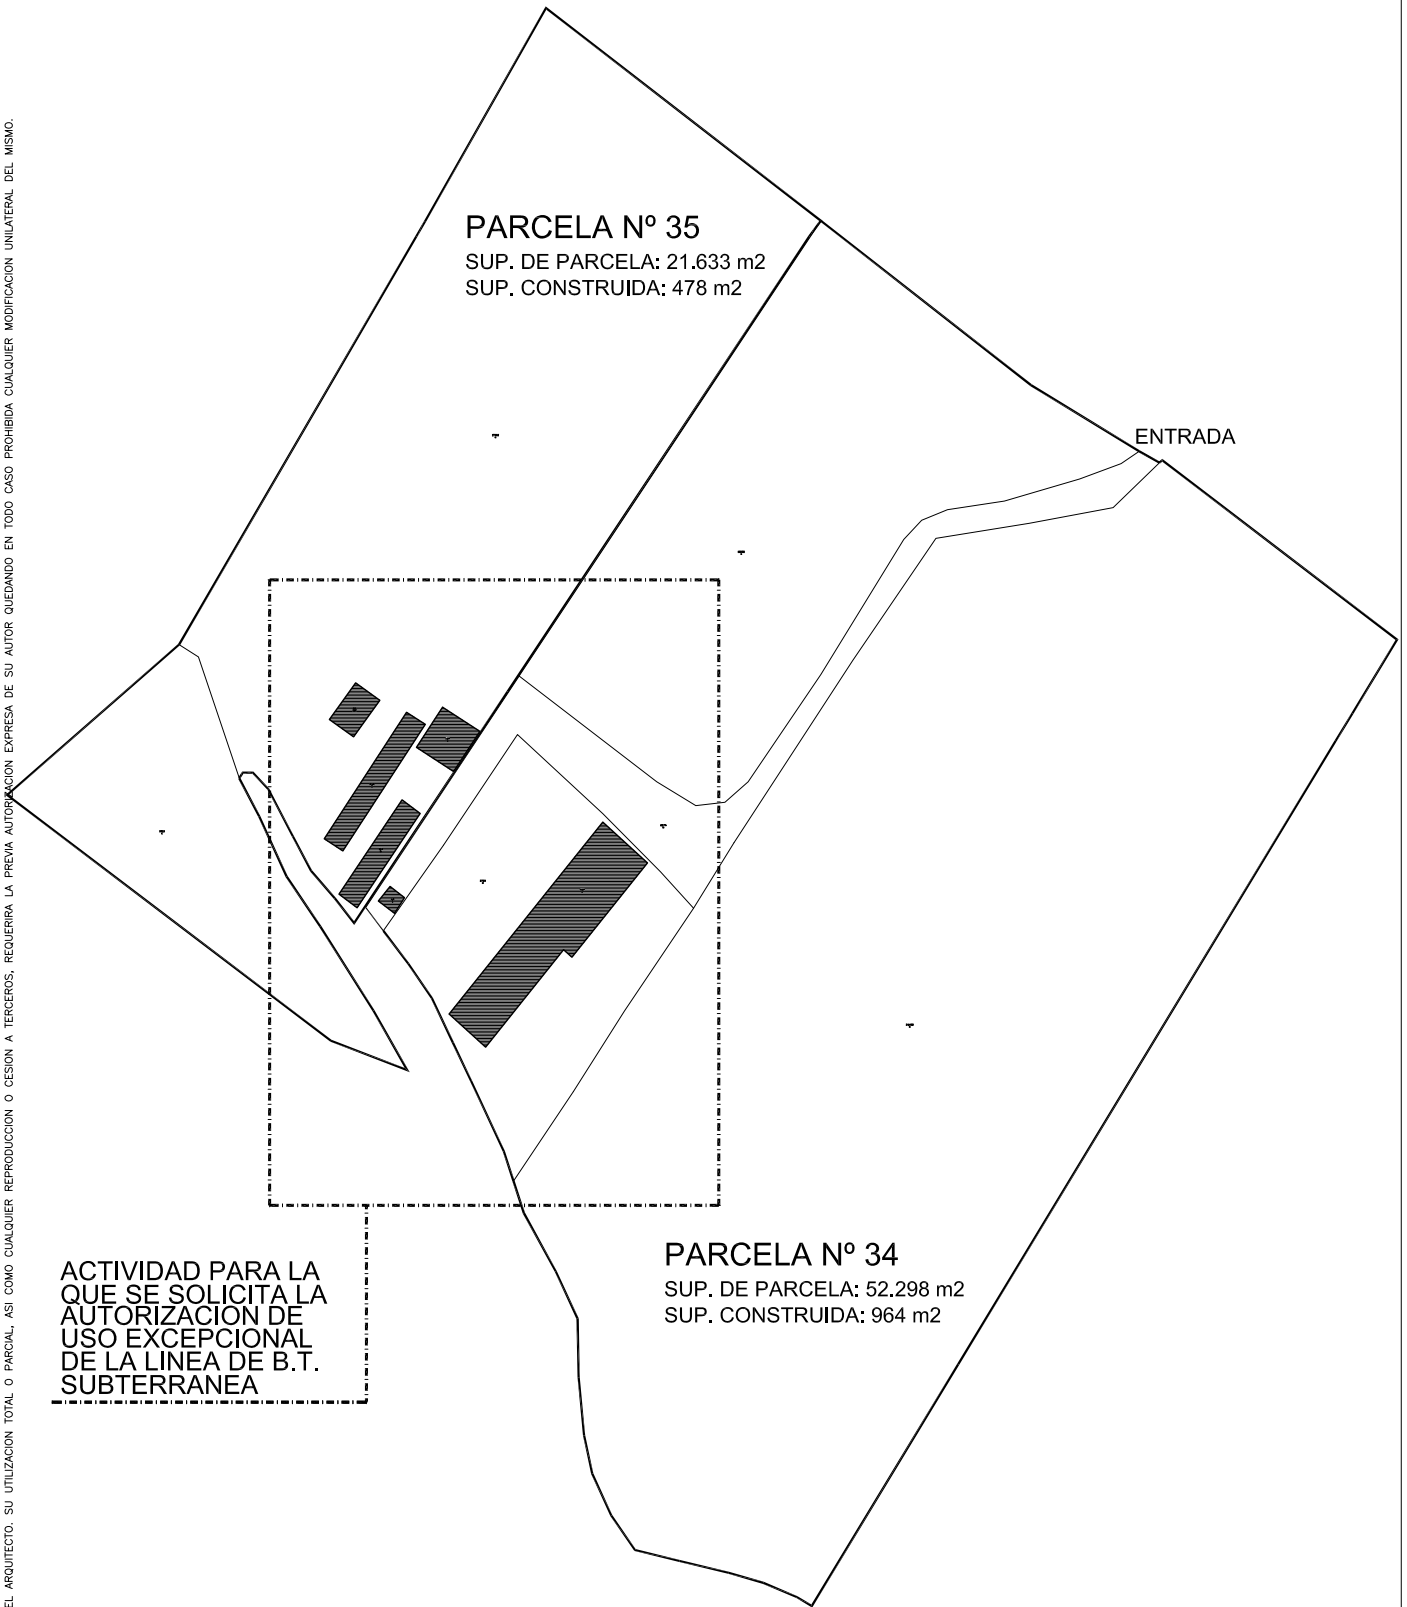 PARCELA Nº 35
SUP. DE PARCELA: 21.633 m2
SUP. CONSTRUIDA: 478 m2
ENTRADA
PARCELA Nº 34
SUP. DE PARCELA: 52.298 m2
SUP. CONSTRUIDA: 964 m2
ACTIVIDAD PARA LA
QUE SE SOLICITA LA
AUTORIZACION DE
USO EXCEPCIONAL
DE LA LINEA DE B.T.
SUBTERRANEA
EL ARQUITECTO. SU UTILIZACION TOTAL O PARCIAL, ASI COMO CUALQUIER REPRODUCCION O CESION A TERCEROS, REQUERIRA LA PREVIA AUTORIZACION EXPRESA DE SU AUTOR QUEDANDO EN TODO CASO PROHIBIDA CUALQUIER MODIFICACION UNILATERAL DEL MISMO.